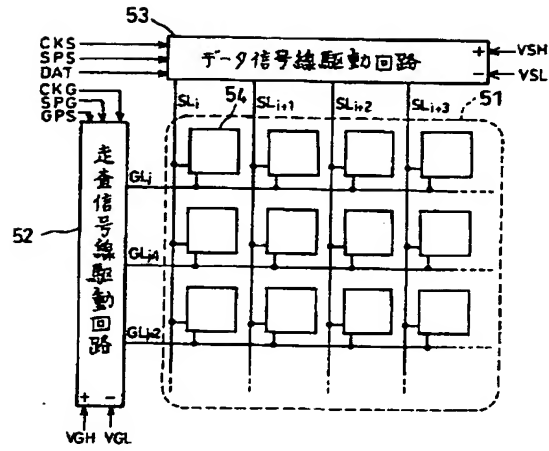 53
CKS
SPS
DAT
データ信号線駆動回路
+
−
VSH
VSL
CKG
SPG
GPS
SLi
54
SLi+1
SLi+2
SLi+3
51
走査信号線駆動回路
52
GLj
GLj+1
GLj+2
+ −
VGH VGL